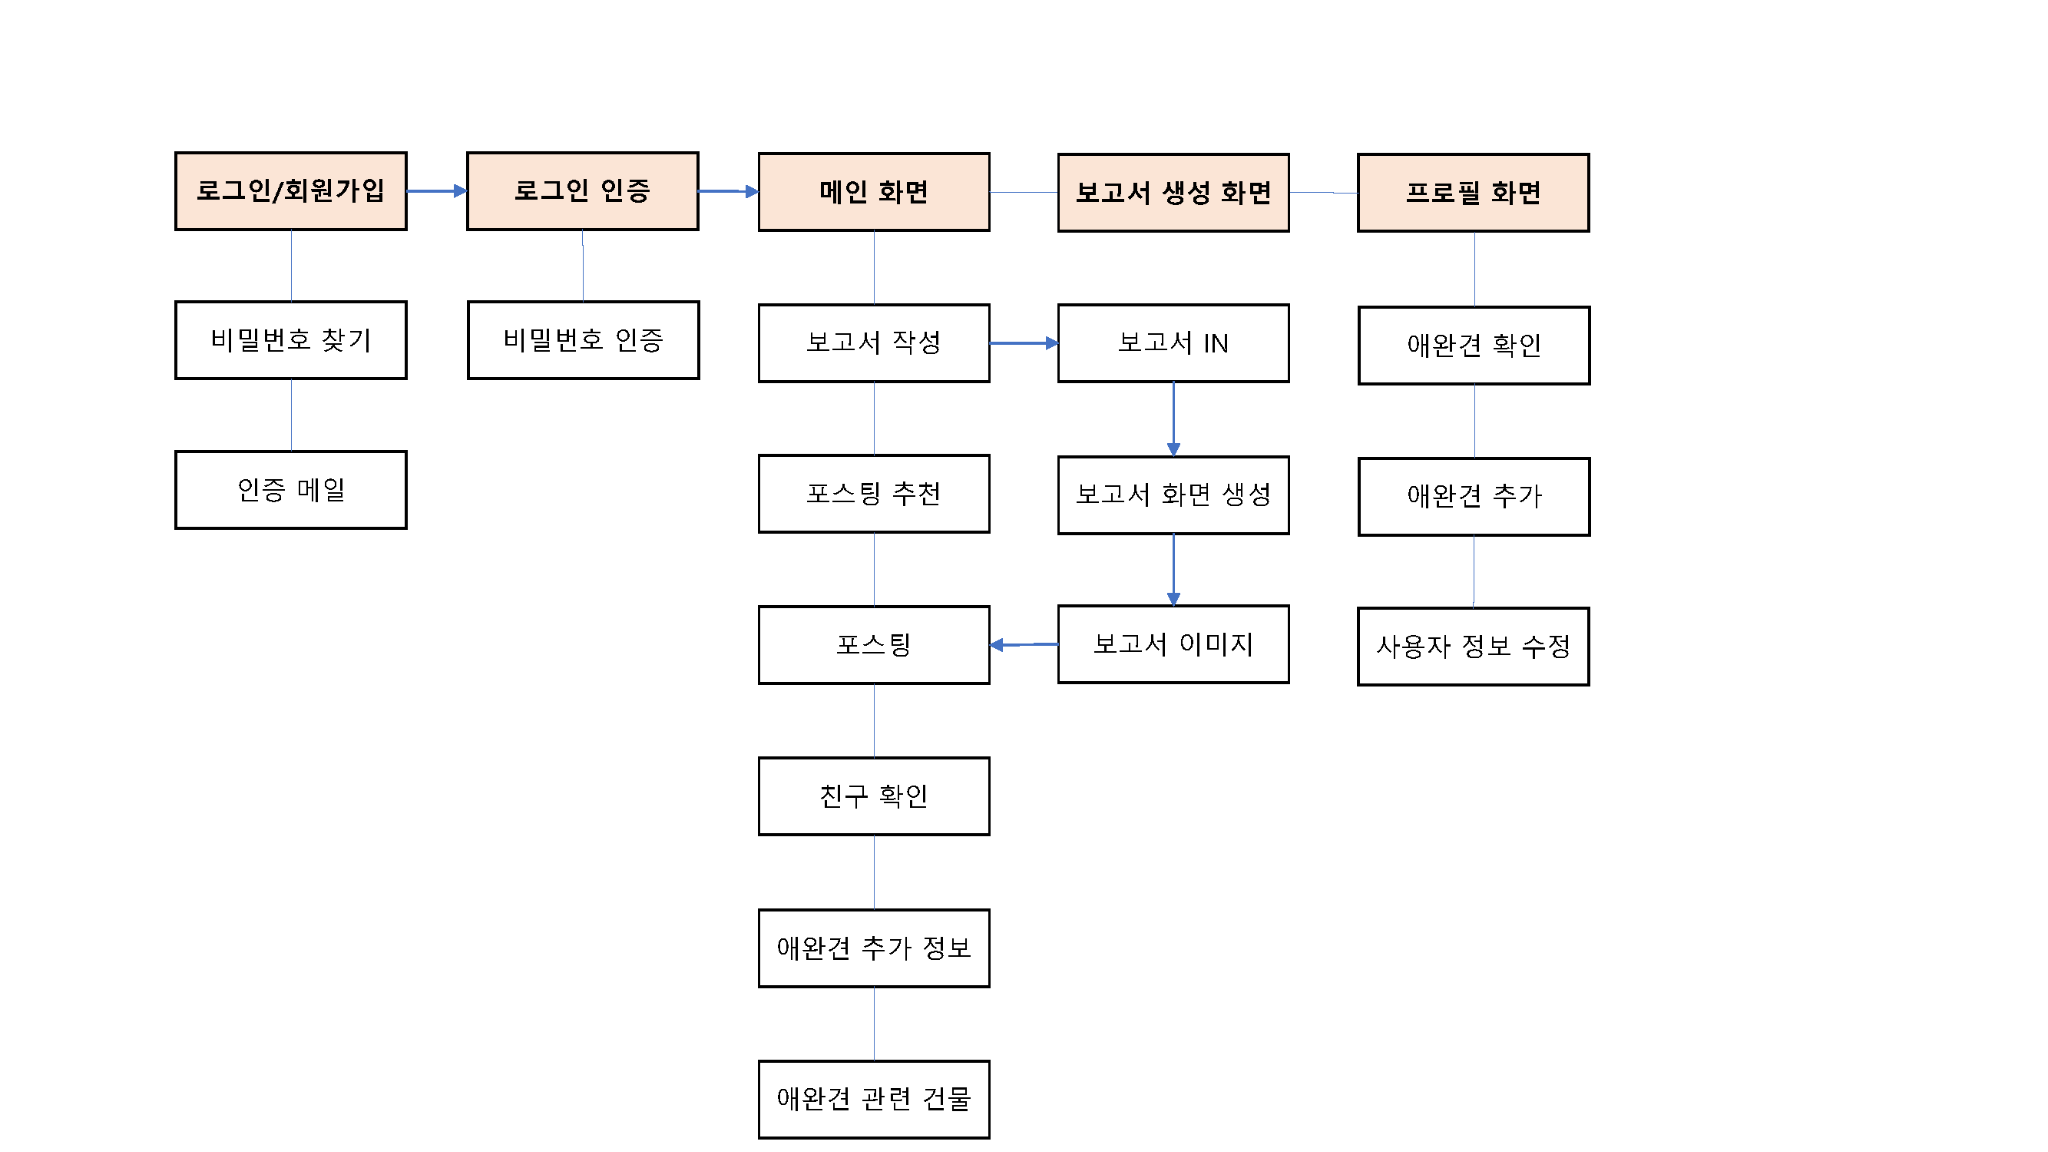 로그인/회원가입
로그인 인증
메인 화면
보고서 생성 화면
프로필 화면
비밀번호 찾기
비밀번호 인증
보고서 작성
보고서 IN
애완견 확인
인증 메일
포스팅 추천
보고서 화면 생성
애완견 추가
포스팅
보고서 이미지
사용자 정보 수정
친구 확인
애완견 추가 정보
애완견 관련 건물